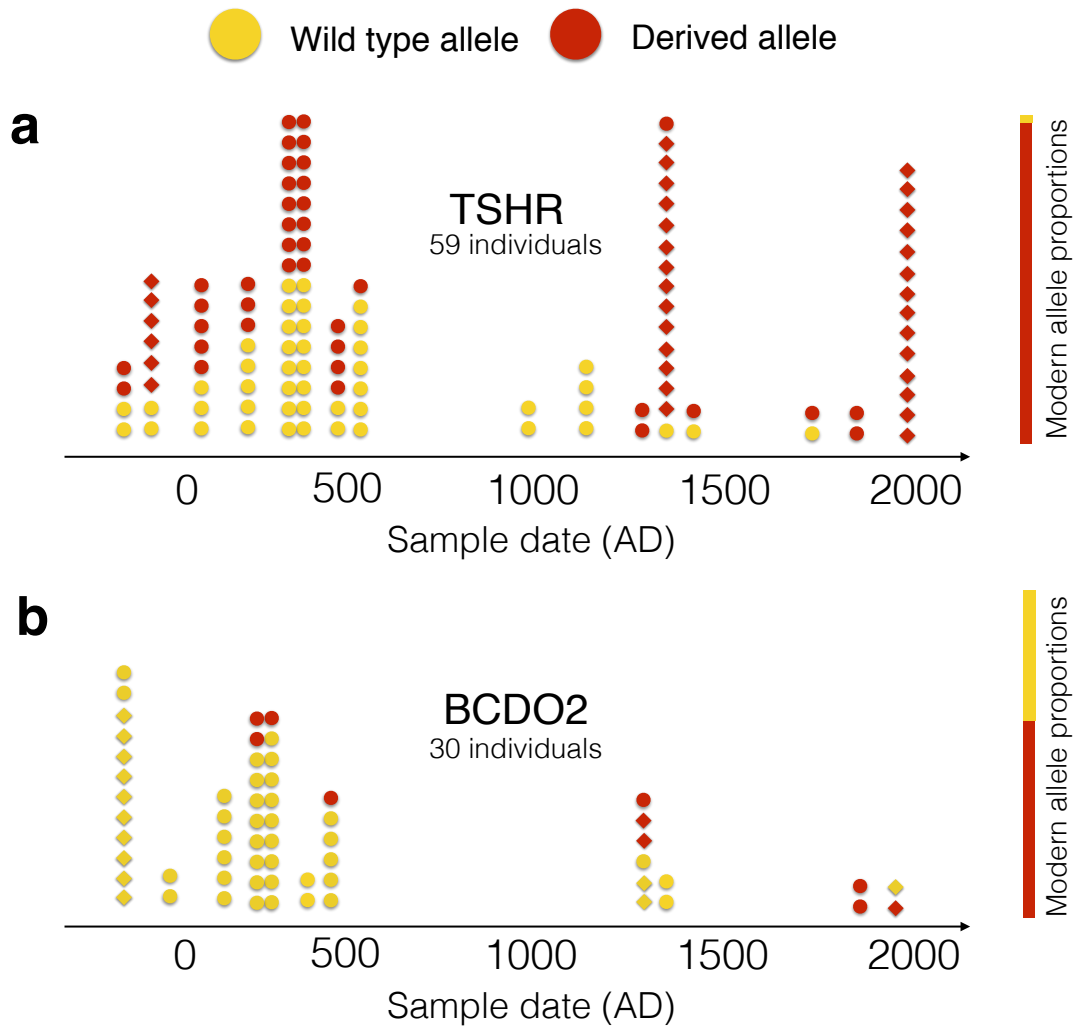 Wild type allele Derived allele
a
TSHR
59 individuals
Modern allele proportions
0 500 1000 1500 2000
Sample date (AD)
b
BCDO2
30 individuals
Modern allele proportions
0 500 1000 1500 2000
Sample date (AD)